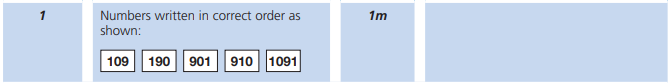 1 Numbers written in correct order as 1m
shown:
109 190 901 910 1091